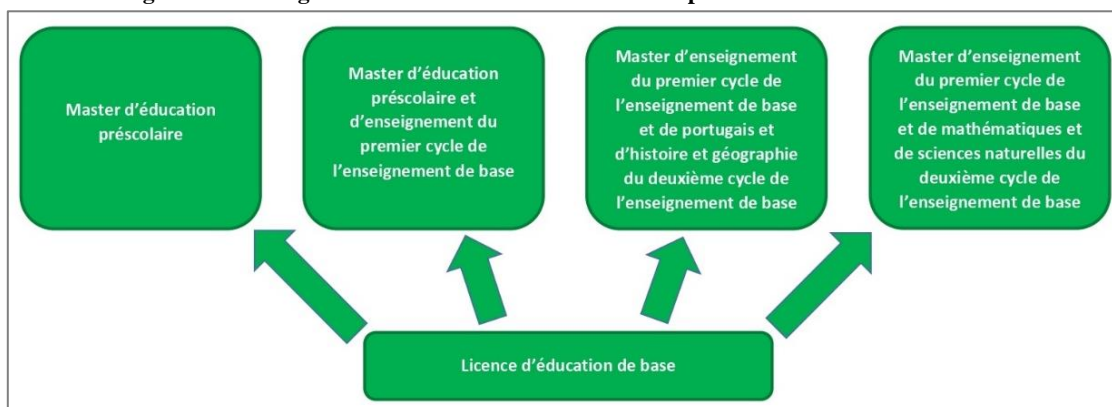 Master d’éducation
préscolaire
Master d’éducation
préscolaire et
d’enseignement du
premier cycle de
l’enseignement de base
Master d’enseignement
du premier cycle de
l’enseignement de base
et de portugais et
d’histoire et géographie
du deuxième cycle de
l’enseignement de base
Master d’enseignement
du premier cycle de
l’enseignement de base
et de mathématiques et
de sciences naturelles du
deuxième cycle de
l’enseignement de base
Licence d’éducation de base